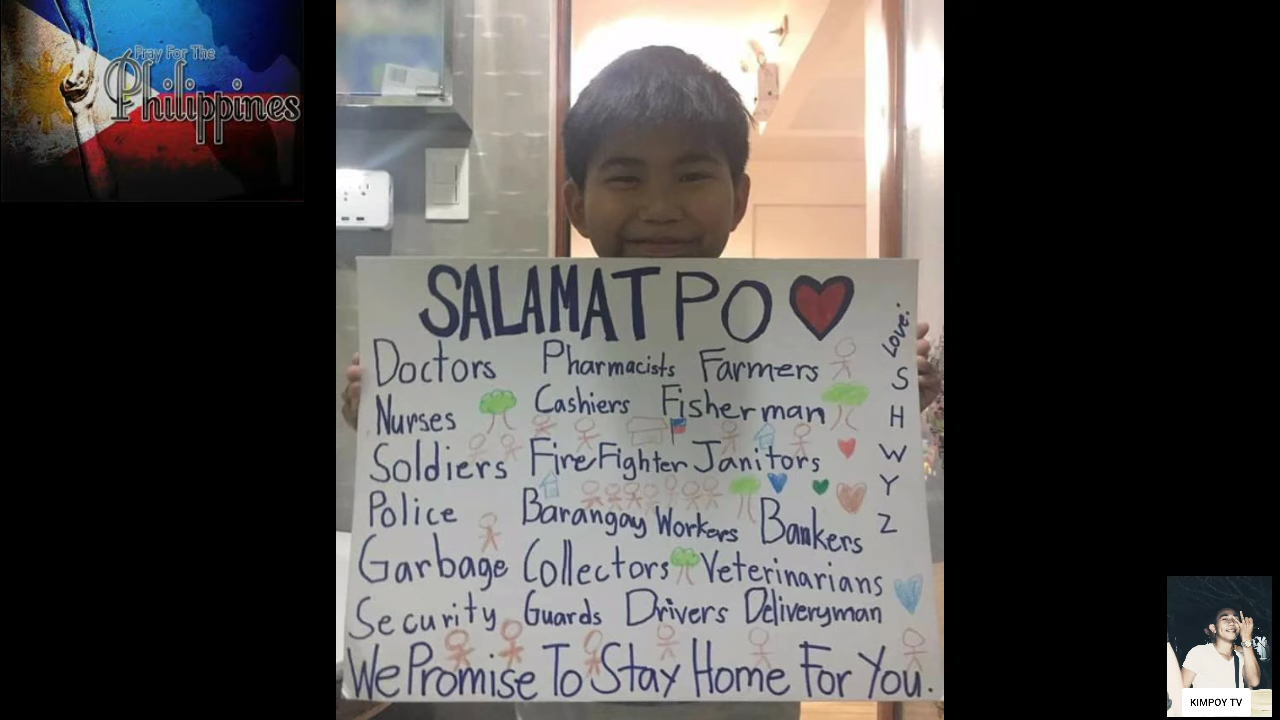 Pray For The
Philippines
SALAMAT PO
Doctors Pharmacists Farmers
Nurses Cashiers Fisherman
Soldiers FireFighter Janitors
Police Barangay Workers Bankers
Garbage Collectors Veterinarians
Security Guards Drivers Deliveryman
We Promise To Stay Home For You.
Love:
S
H
W
Y
Z
KIMPOY TV